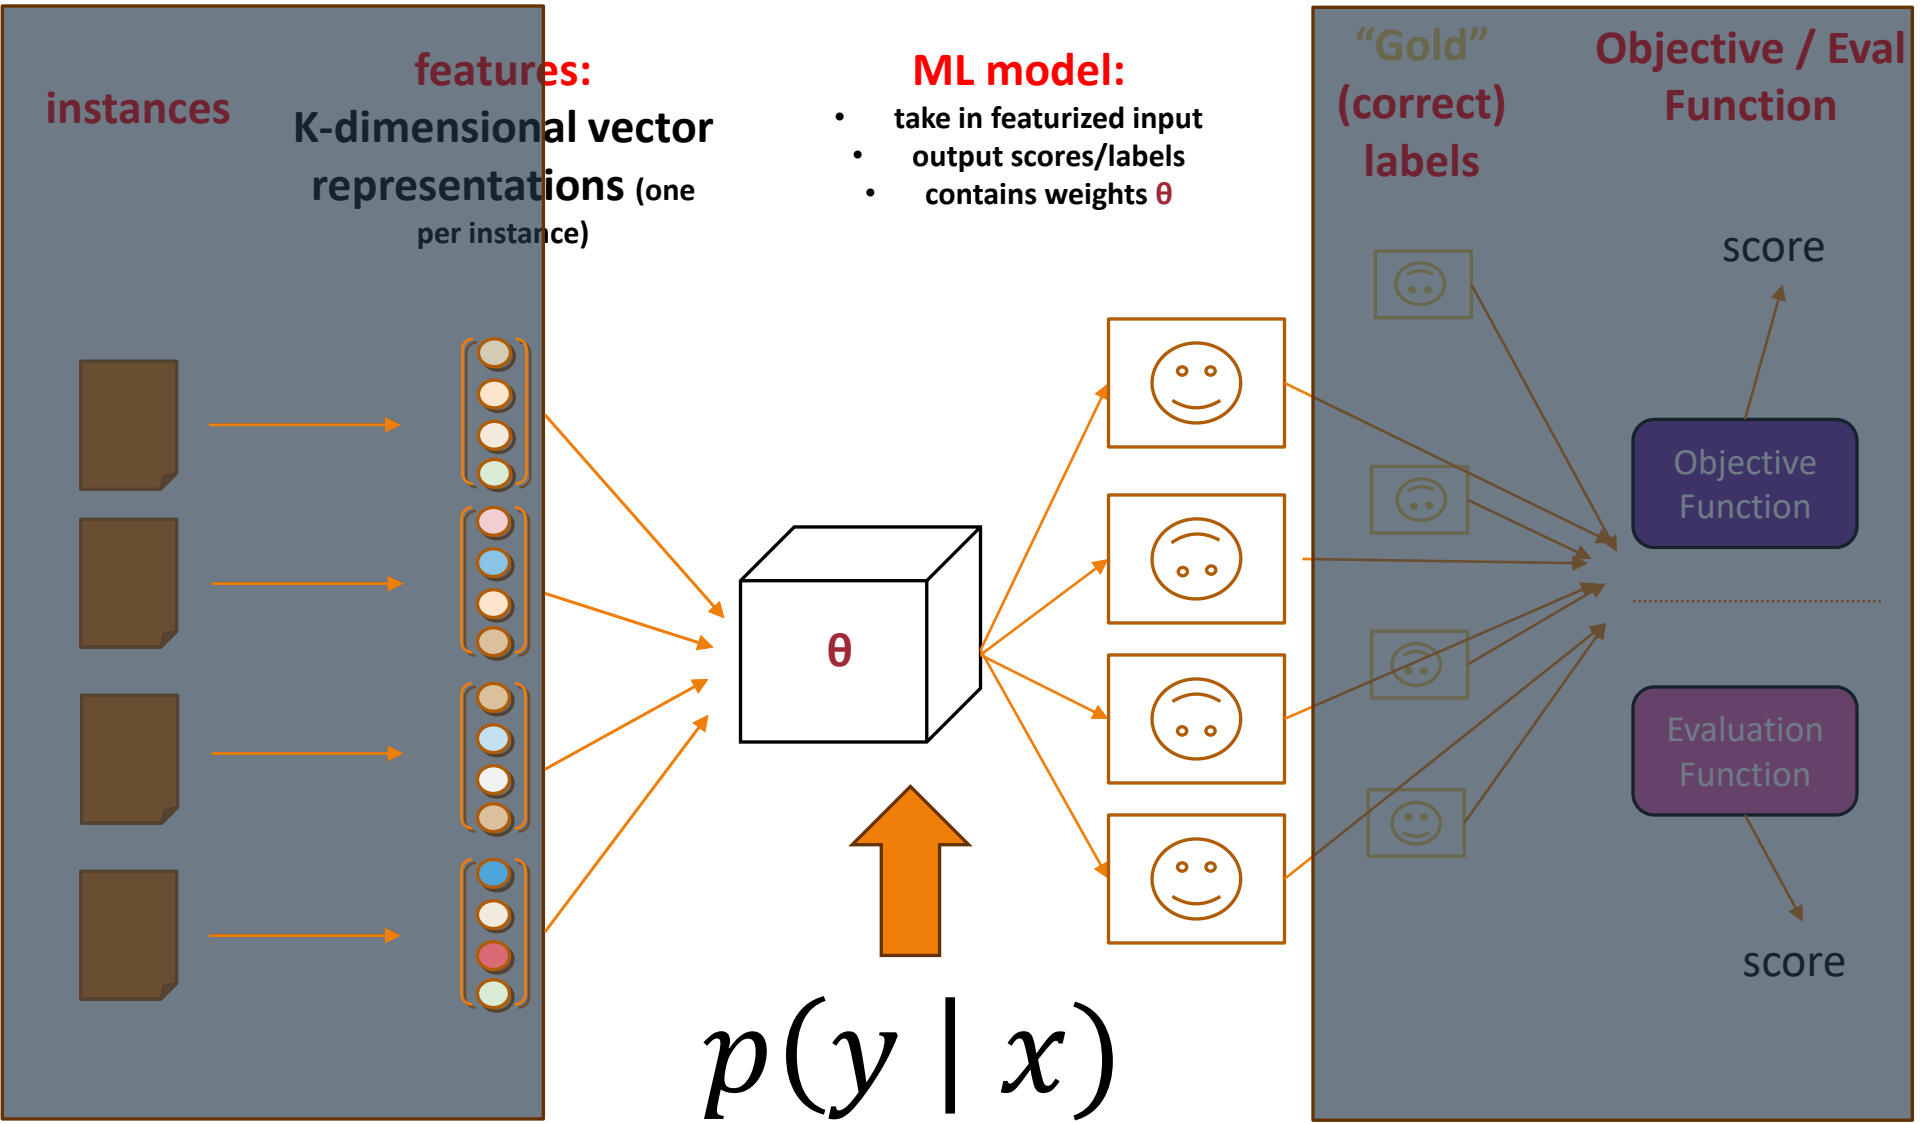 instances
features:
K-dimensional vector
representations (one
per instance)
ML model:
• take in featurized input
• output scores/labels
• contains weights θ
“Gold”
(correct)
labels
Objective / Eval
Function
score
Objective
Function
θ
Evaluation
Function
score
p(y | x)